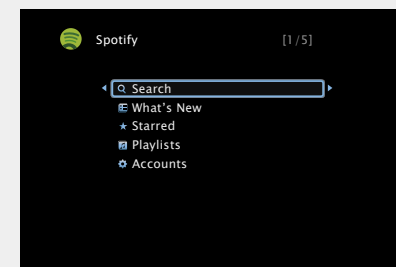 Spotify [1/5]
Search
What's New
Starred
Playlists
Accounts